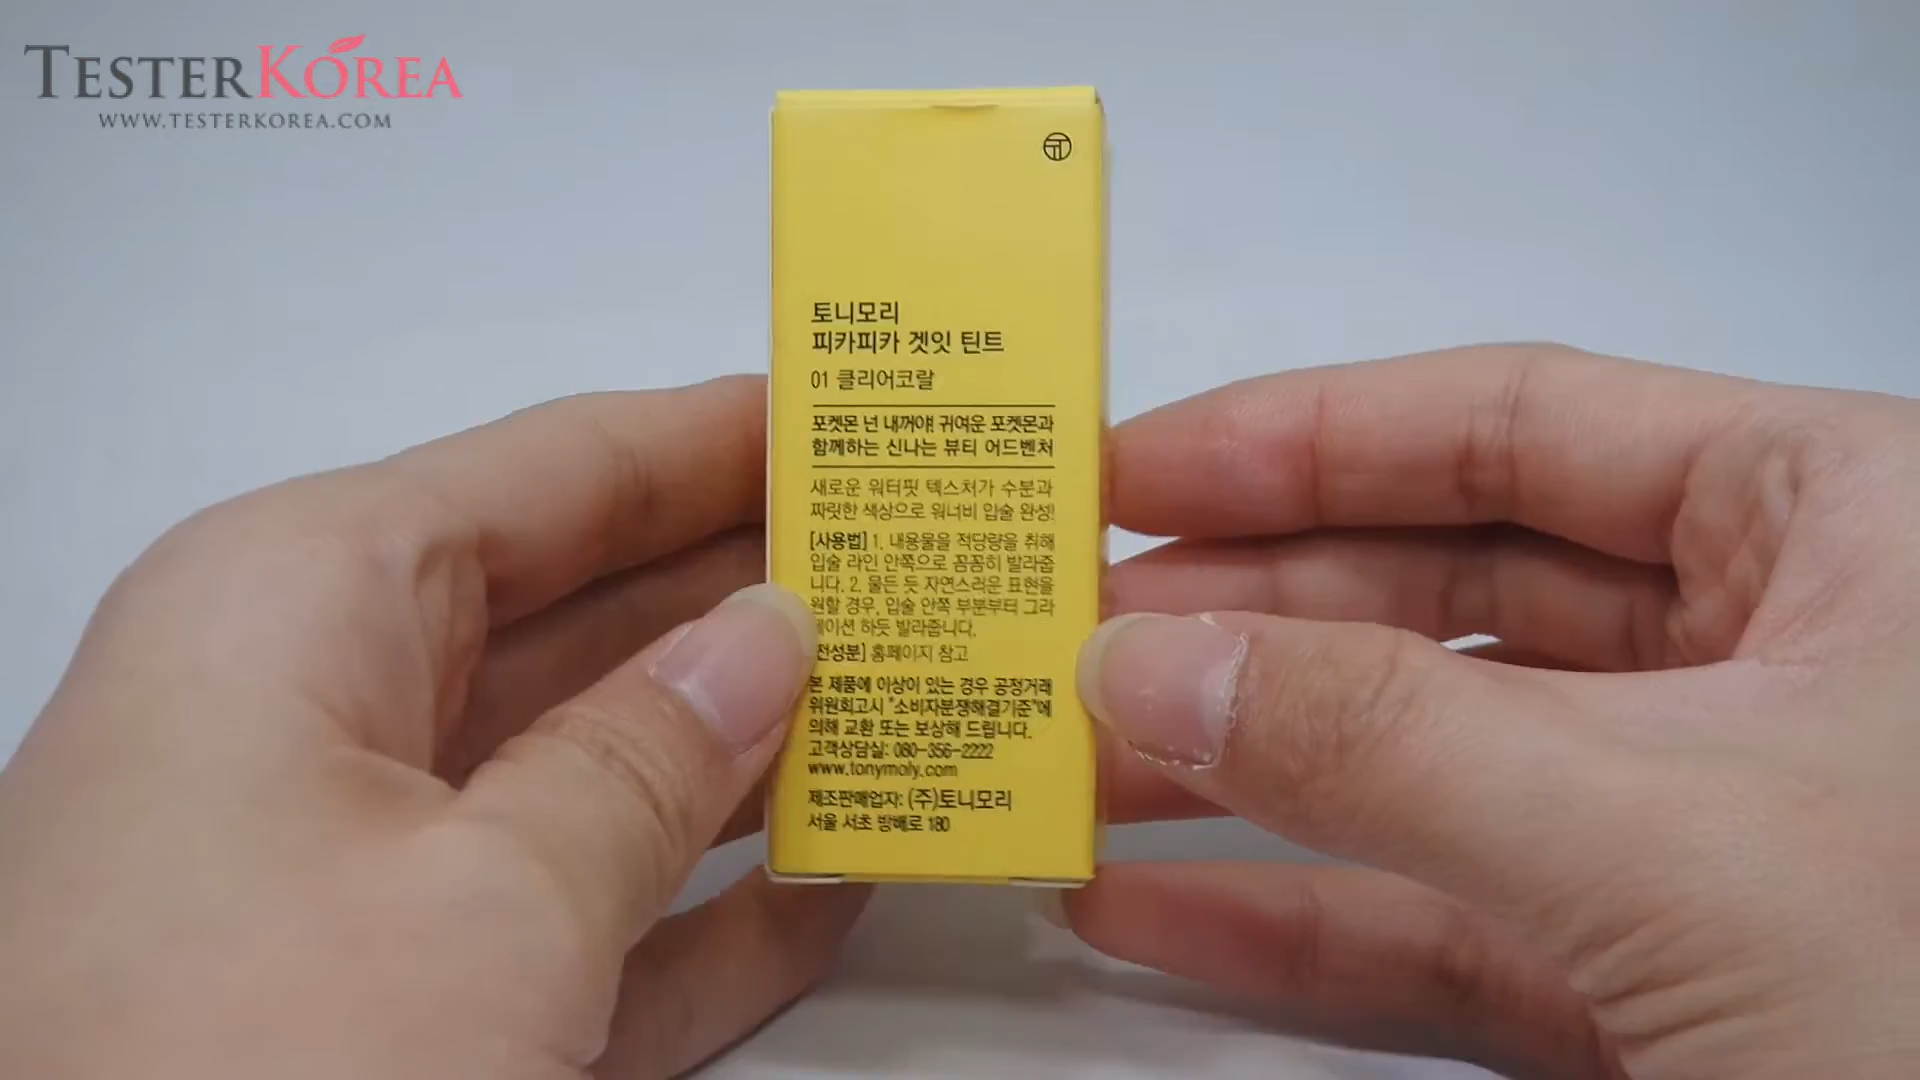 TESTERKOREA
WWW.TESTERKOREA.COM
토니모리
피카피카 겟잇 틴트
01 클리어코랄
포켓몬 넌 내꺼야! 귀여운 포켓몬과
함께하는 신나는 뷰티 어드벤처
새로운 워터핏 텍스처가 수분과
짜릿한 색상으로 워너비 입술 완성!
[사용법] 1. 내용물을 적당량을 취해
입술 라인 안쪽으로 꼼꼼히 발라줍
니다. 2. 물든 듯 자연스러운 표현을
원할 경우, 입술 안쪽 부분부터 그라
데이션 하듯 발라줍니다.
전성분] 홈페이지 참고
본 제품에 이상이 있는 경우 공정거래
위원회고시 "소비자분쟁해결기준"에
의해 교환 또는 보상해 드립니다.
고객상담실: 080-356-2222
www.tonymoly.com
제조판매업자: (주)토니모리
서울 서초 방배로 180